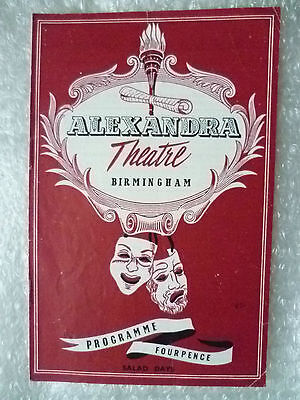 ALEXANDRA
Theatre
BIRMINGHAM
PROGRAMME
FOURPENCE
SALAD DAYS